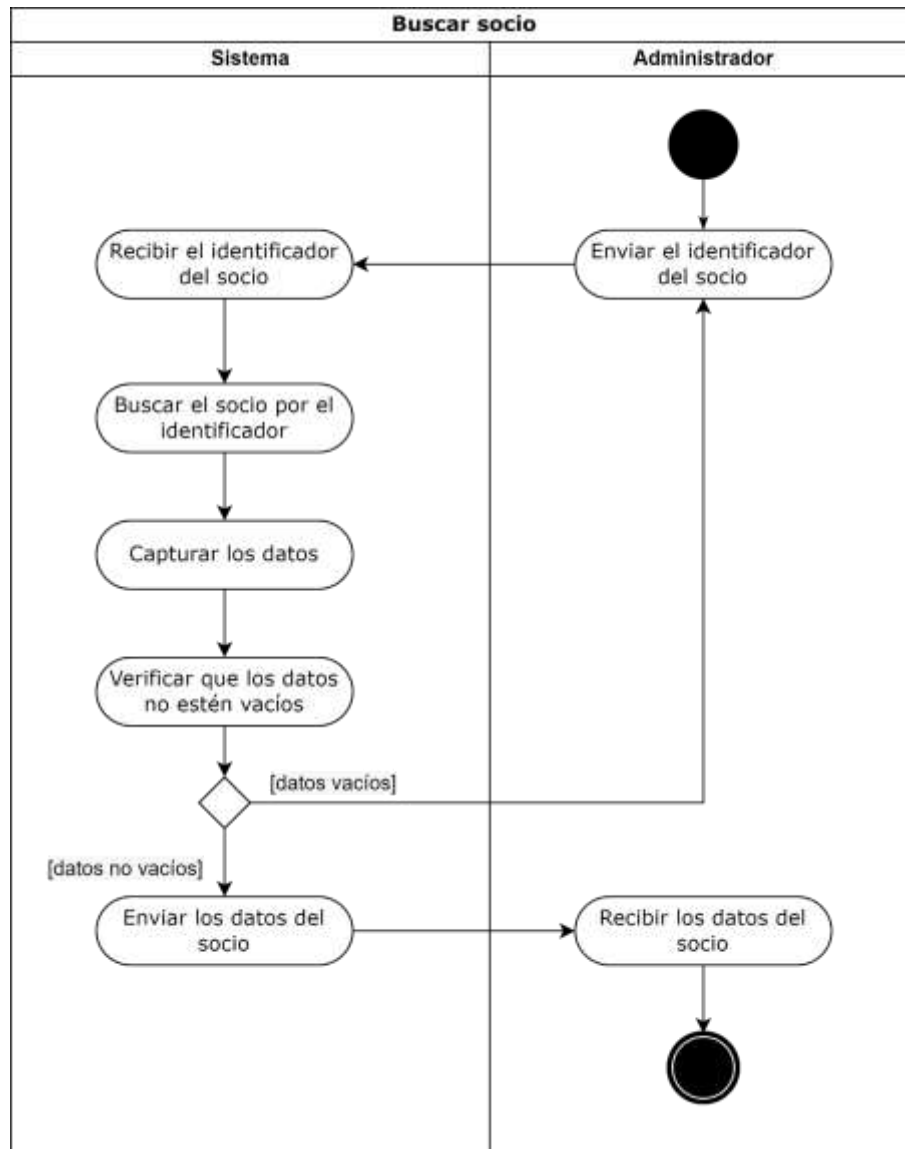 Buscar socio
Sistema
Administrador
Recibir el identificador
del socio
Enviar el identificador
del socio
Buscar el socio por el
identificador
Capturar los datos
Verificar que los datos
no estén vacíos
[datos vacíos]
[datos no vacíos]
Enviar los datos del
socio
Recibir los datos del
socio